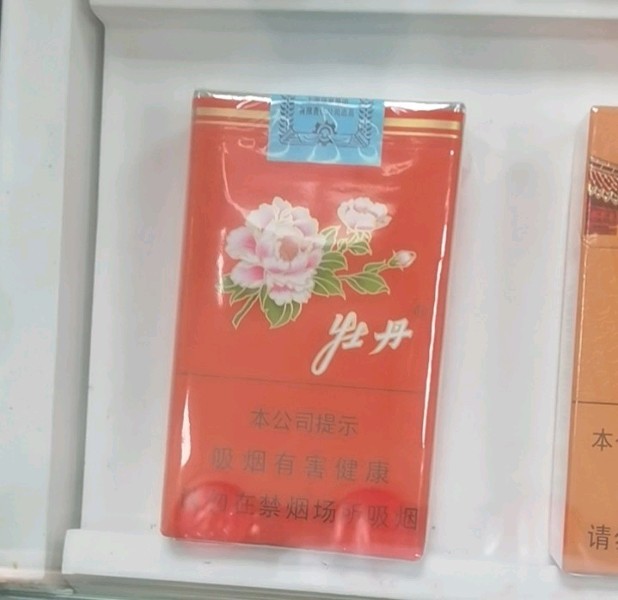 牡丹
本公司提示
吸烟有害健康
在禁烟场所吸烟
本
请